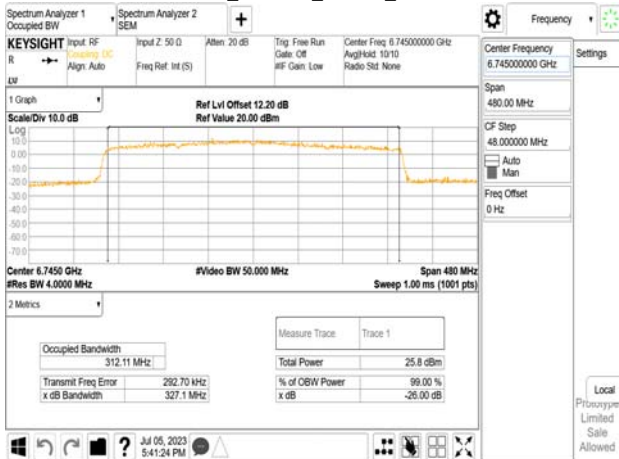 Spectrum Analyzer 1
Occupied BW
Spectrum Analyzer 2
SEM
+
Frequency
KEYSIGHT
R
Input: RF
Coupling: DC
Align: Auto
Input Z: 50 Ω
Freq Ref: Int (S)
Atten: 20 dB
Trig: Free Run
Gate: Off
#IF Gain: Low
Center Freq: 6.745000000 GHz
Avg|Hold: 10/10
Radio Std: None
Center Frequency
6.745000000 GHz
Settings
Span
480.00 MHz
CF Step
48.000000 MHz
Auto
Man
Freq Offset
0 Hz
1 Graph
Scale/Div 10.0 dB
Ref Lvl Offset 12.20 dB
Ref Value 20.00 dBm
Log
10.0
0.00
-10.0
-20.0
-30.0
-40.0
-50.0
-60.0
-70.0
Center 6.7450 GHz
#Video BW 50.000 MHz
Span 480 MHz
#Res BW 4.0000 MHz
Sweep 1.00 ms (1001 pts)
2 Metrics
Measure Trace
Trace 1
Occupied Bandwidth
312.11 MHz
Total Power
25.8 dBm
Transmit Freq Error
292.70 kHz
% of OBW Power
99.00 %
x dB Bandwidth
327.1 MHz
x dB
-26.00 dB
Local
Prototype
Limited
Sale
Allowed
?
Jul 05, 2023
5:41:24 PM